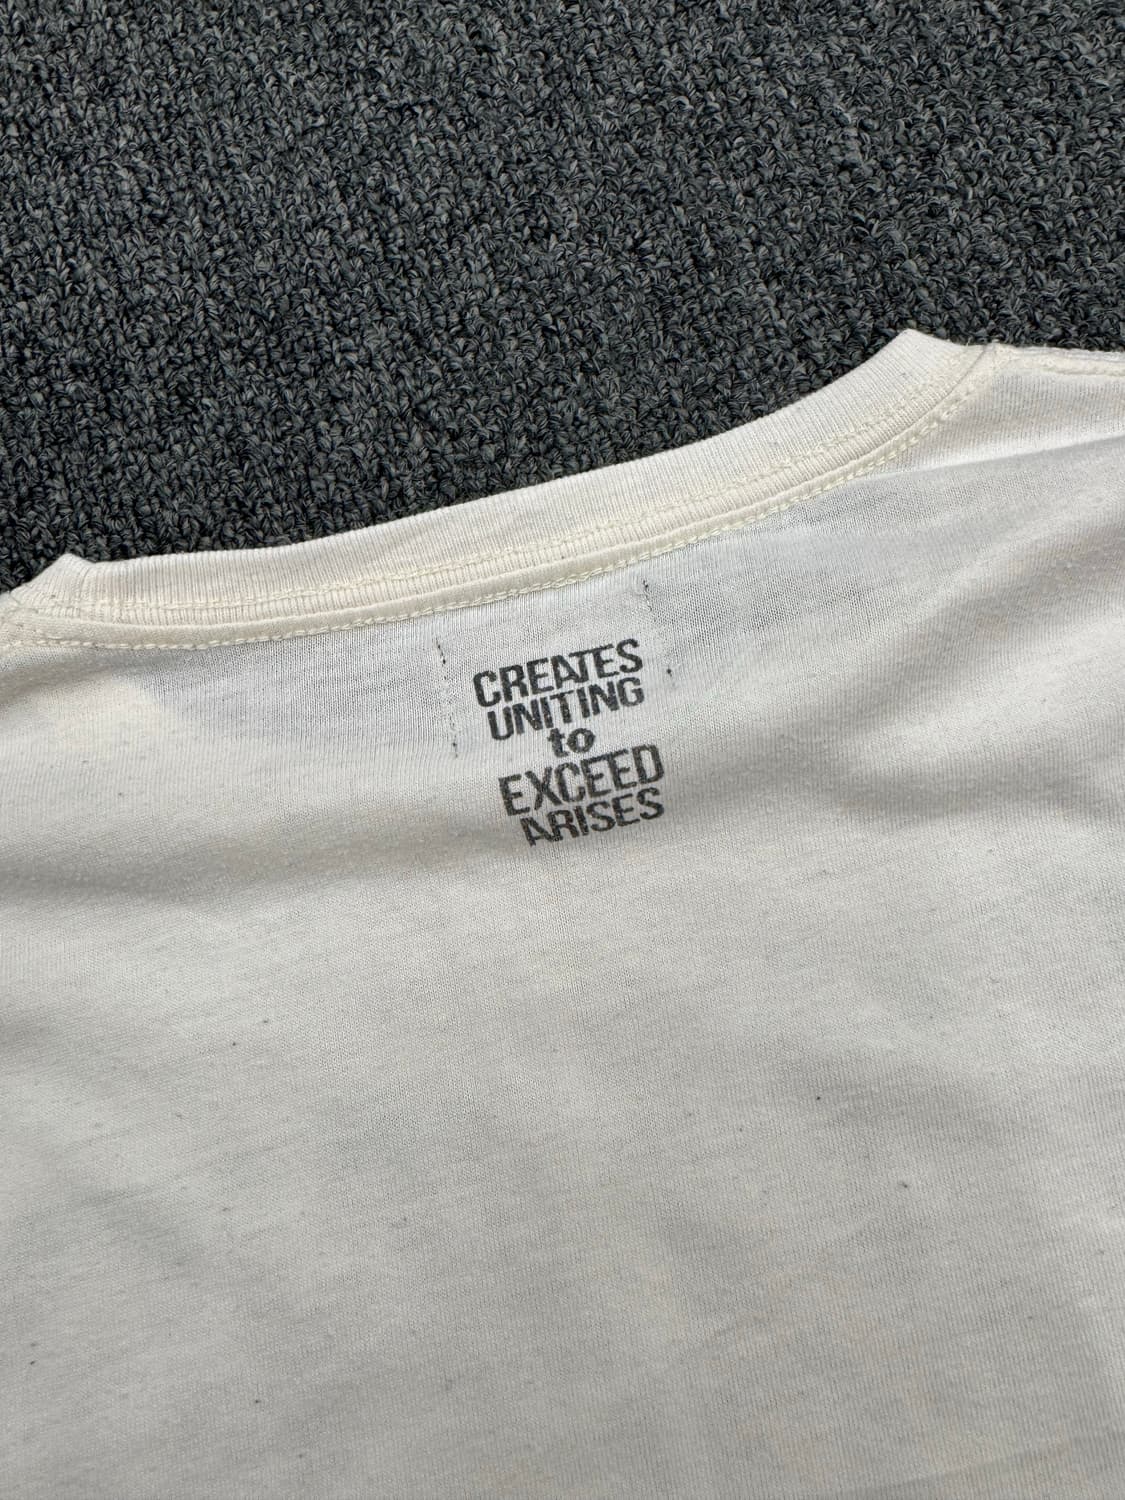 CREATES
UNITING
to
EXCEED
ARISES